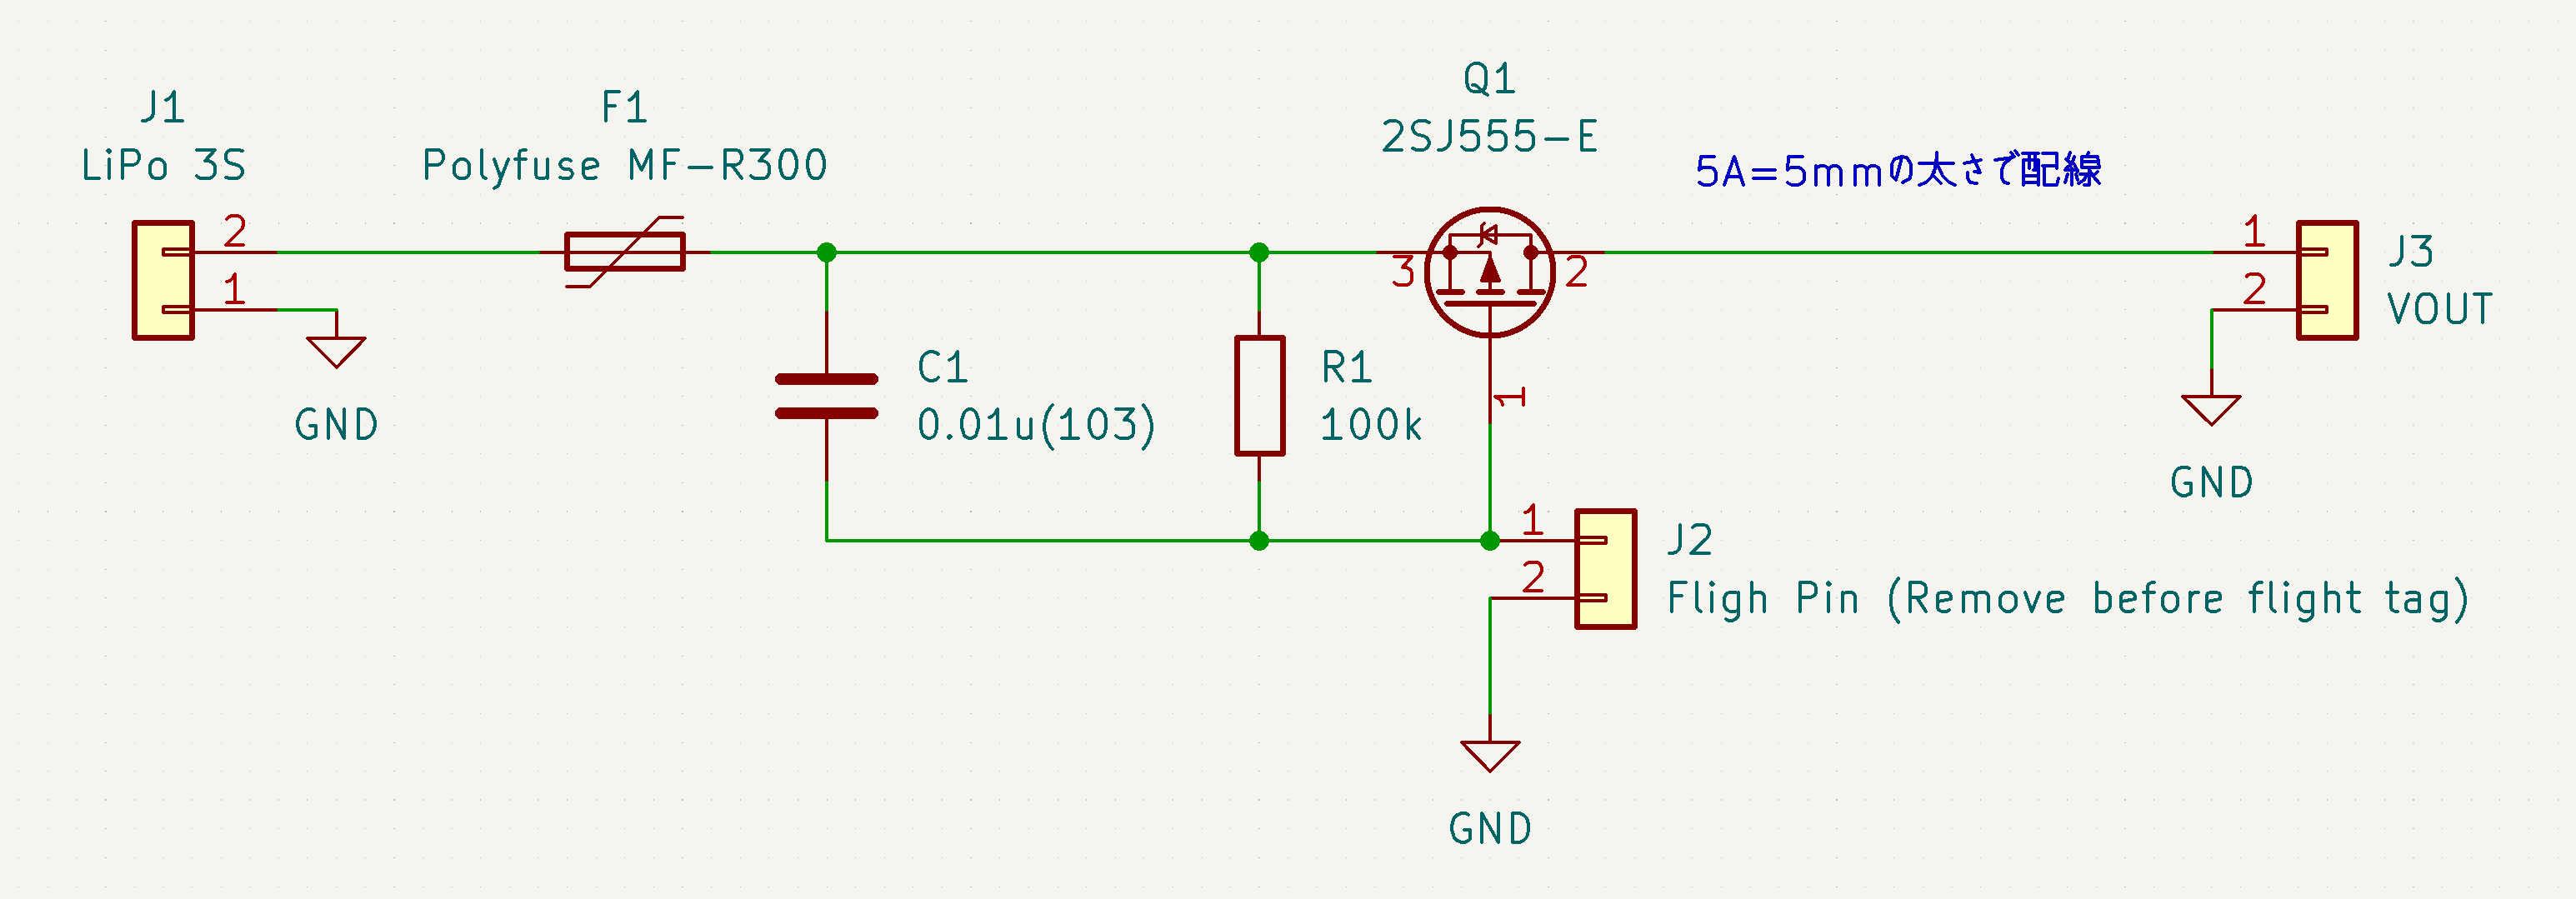 J1
LiPo 3S
2
1
GND
F1
Polyfuse MF-R300
C1
0.01u(103)
R1
100k
Q1
2SJ555-E
3
2
1
5A=5mmの太さで配線
1
2
J3
VOUT
GND
1
2
J2
Fligh Pin (Remove before flight tag)
GND